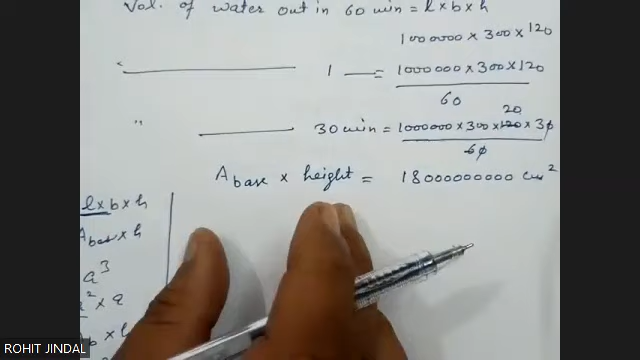 Vol. of water out in 60 min = l x b x h
1000000 x 300 x 120
" ——— 1 —— = 1000000 x 300 x 120
60
20
" ——— 30 min = 1000000 x 300 x 120 x 30
60
A base x height = 18000000000 cm²
l x b x h
A base x h
a³
a² x a
x l
ROHIT JINDAL